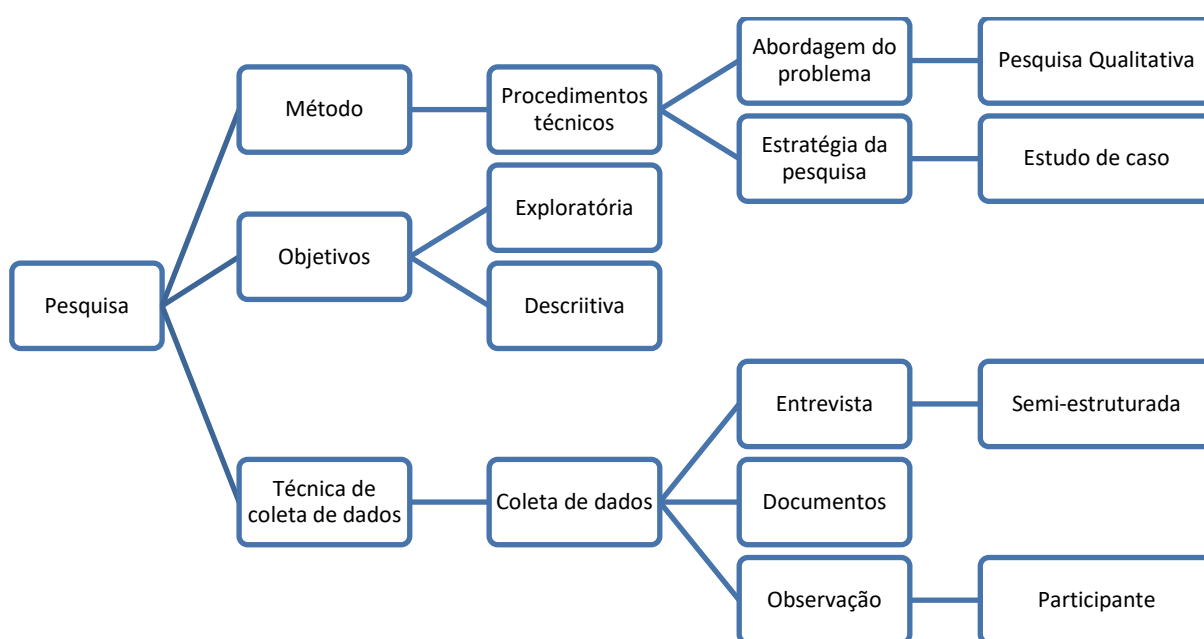 Abordagem do
problema
Pesquisa Qualitativa
Método
Procedimentos
técnicos
Estratégia da
pesquisa
Estudo de caso
Exploratória
Objetivos
Pesquisa
Descriitiva
Entrevista
Semi-estruturada
Técnica de
coleta de dados
Coleta de dados
Documentos
Observação
Participante